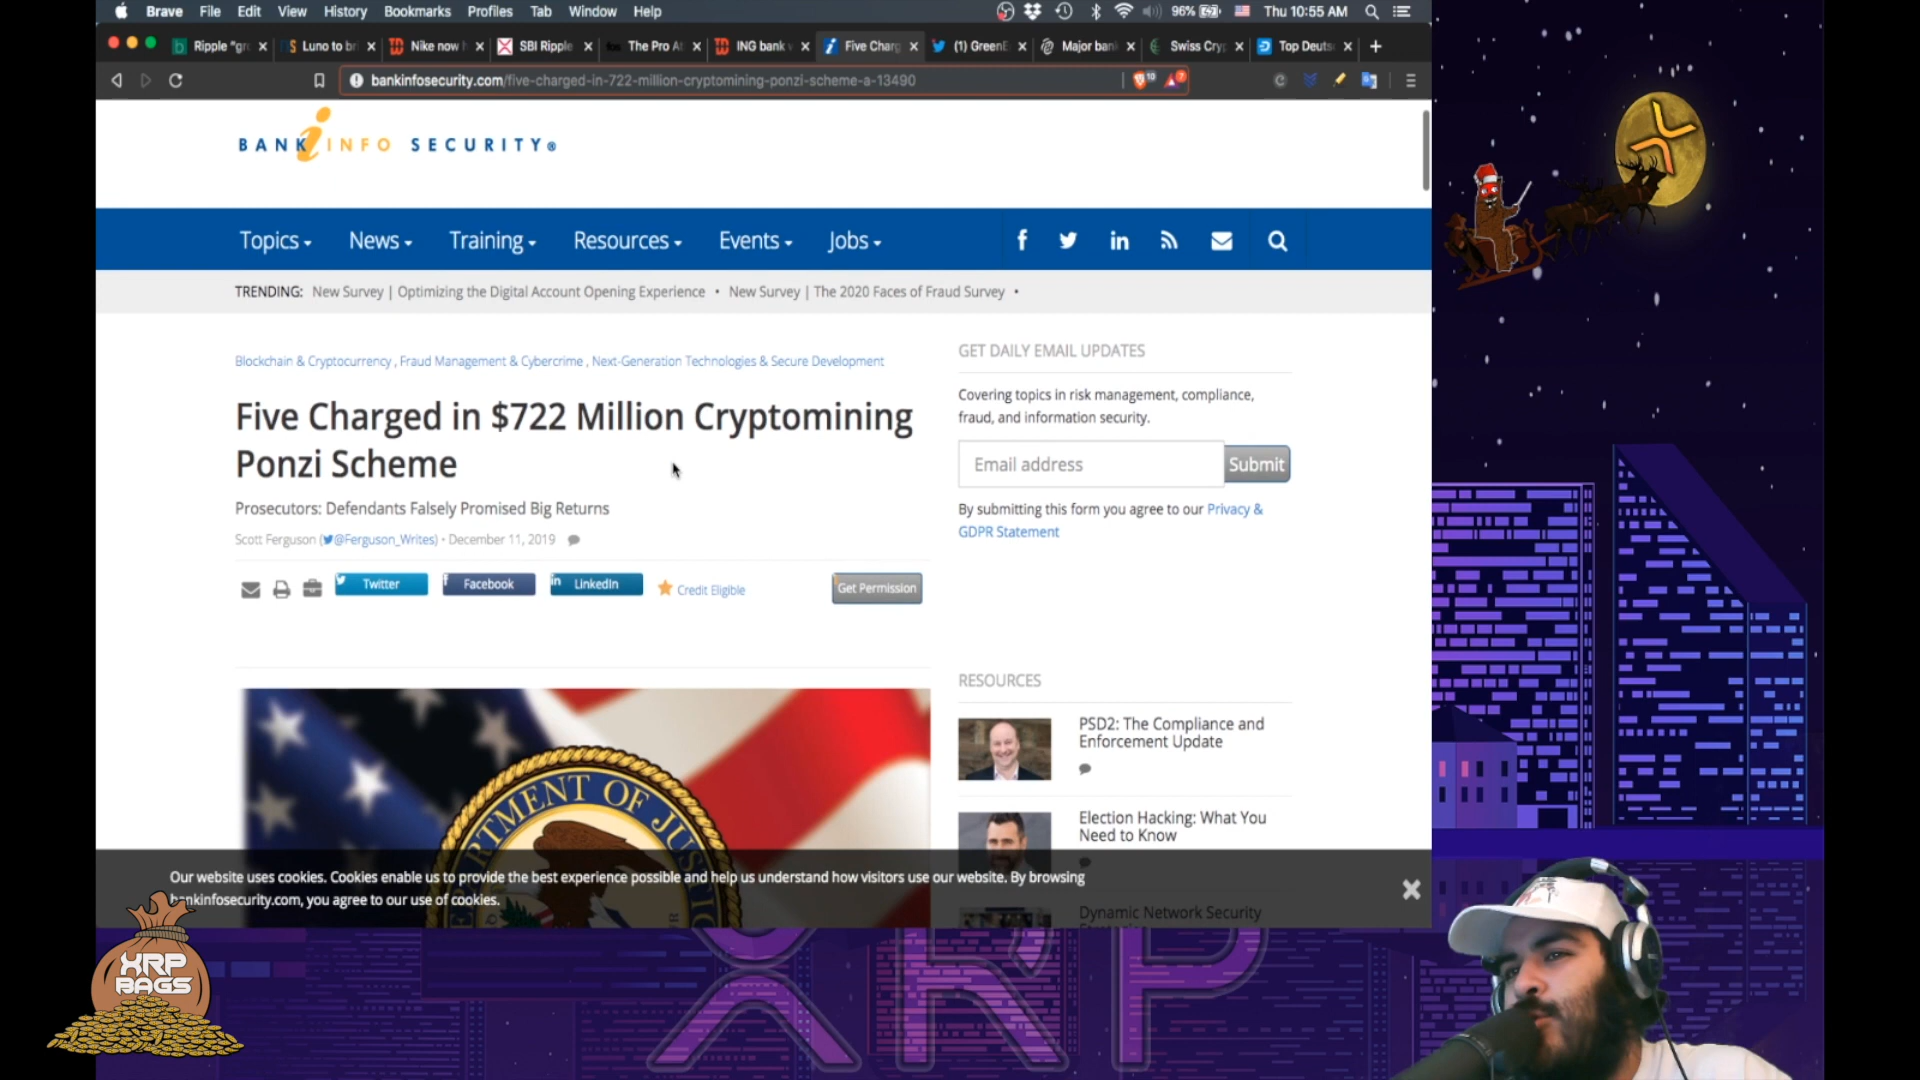 Brave File Edit View History Bookmarks Profiles Tab Window Help 96% Thu 10:55 AM
Ripple "gr Luno to br Nike now h SBI Ripple The Pro A ING bank Five Charg (1) Green Major ban Swiss Cryp Top Deuts
bankinfosecurity.com/five-charged-in-722-million-cryptomining-ponzi-scheme-a-13490
BANK INFO SECURITY®
Topics News Training Resources Events Jobs
TRENDING: New Survey | Optimizing the Digital Account Opening Experience • New Survey | The 2020 Faces of Fraud Survey •
Blockchain & Cryptocurrency , Fraud Management & Cybercrime , Next-Generation Technologies & Secure Development
Five Charged in $722 Million Cryptomining
Ponzi Scheme
Prosecutors: Defendants Falsely Promised Big Returns
Scott Ferguson (@Ferguson_Writes) • December 11, 2019
Twitter Facebook LinkedIn Credit Eligible Get Permission
GET DAILY EMAIL UPDATES
Covering topics in risk management, compliance,
fraud, and information security.
Email address Submit
By submitting this form you agree to our Privacy &
GDPR Statement
RESOURCES
PSD2: The Compliance and
Enforcement Update
Election Hacking: What You
Need to Know
Dynamic Network Security
DEPARTMENT OF JUSTICE
Our website uses cookies. Cookies enable us to provide the best experience possible and help us understand how visitors use our website. By browsing
bankinfosecurity.com, you agree to our use of cookies.
XRP
BAGS
XRP